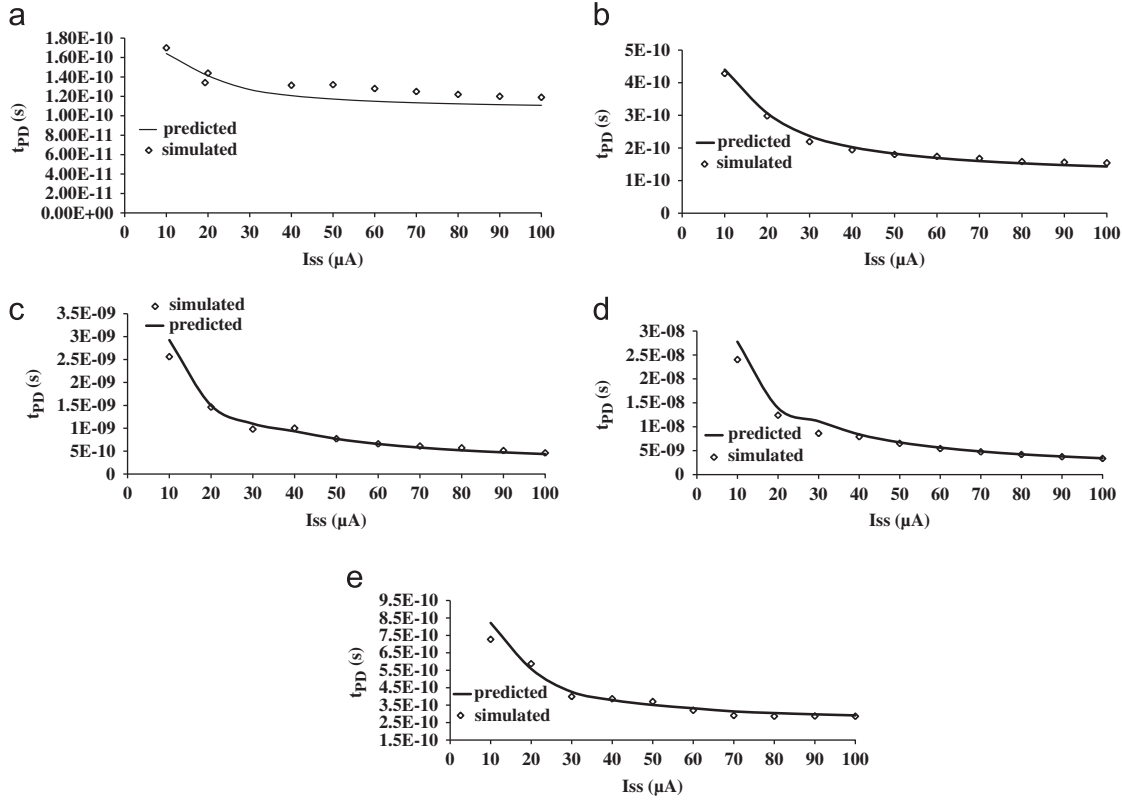 a
1.80E-10
1.60E-10
1.40E-10
1.20E-10
1.00E-10
8.00E-11
6.00E-11
4.00E-11
2.00E-11
0.00E+00
tPD (s)
predicted
simulated
0 10 20 30 40 50 60 70 80 90 100
Iss (µA)
b
5E-10
4E-10
3E-10
2E-10
1E-10
0
tPD (s)
predicted
simulated
0 10 20 30 40 50 60 70 80 90 100
Iss (µA)
c
simulated
predicted
3.5E-09
3E-09
2.5E-09
2E-09
1.5E-09
1E-09
5E-10
0
tPD (s)
0 10 20 30 40 50 60 70 80 90 100
Iss (µA)
d
3E-08
2.5E-08
2E-08
1.5E-08
1E-08
5E-09
0
tPD (s)
predicted
simulated
0 10 20 30 40 50 60 70 80 90 100
Iss (µA)
e
9.5E-10
8.5E-10
7.5E-10
6.5E-10
5.5E-10
4.5E-10
3.5E-10
2.5E-10
1.5E-10
tPD (s)
predicted
simulated
0 10 20 30 40 50 60 70 80 90 100
Iss (µA)